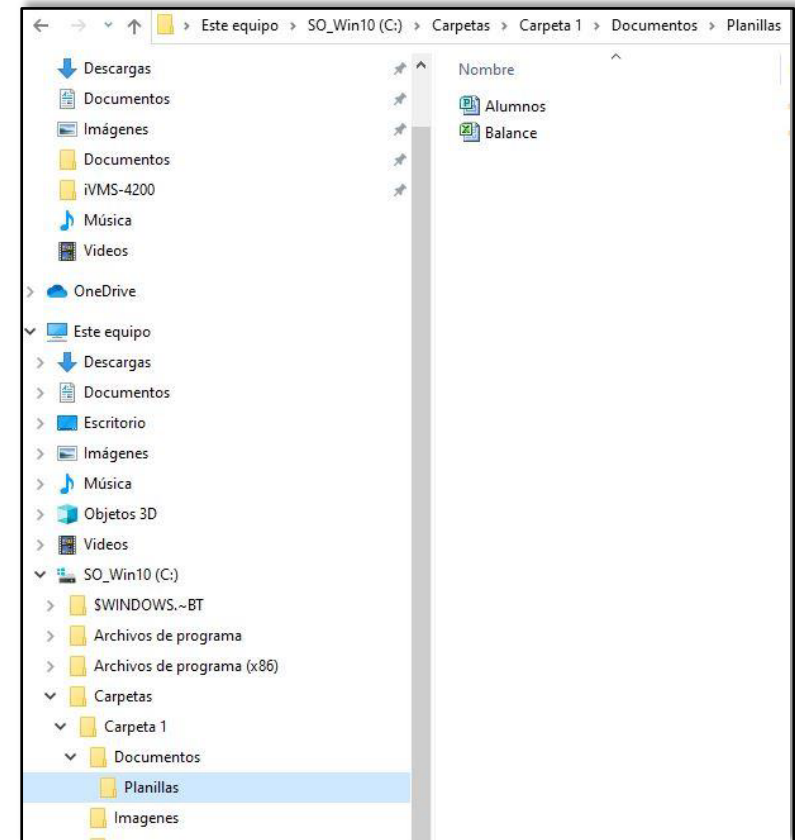 Este equipo > SO_Win10 (C:) > Carpetas > Carpeta 1 > Documentos > Planillas
Descargas
Documentos
Imágenes
Documentos
iVMS-4200
Música
Videos
OneDrive
Este equipo
Descargas
Documentos
Escritorio
Imágenes
Música
Objetos 3D
Videos
SO_Win10 (C:)
$WINDOWS.~BT
Archivos de programa
Archivos de programa (x86)
Carpetas
Carpeta 1
Documentos
Planillas
Imagenes
Nombre
Alumnos
Balance